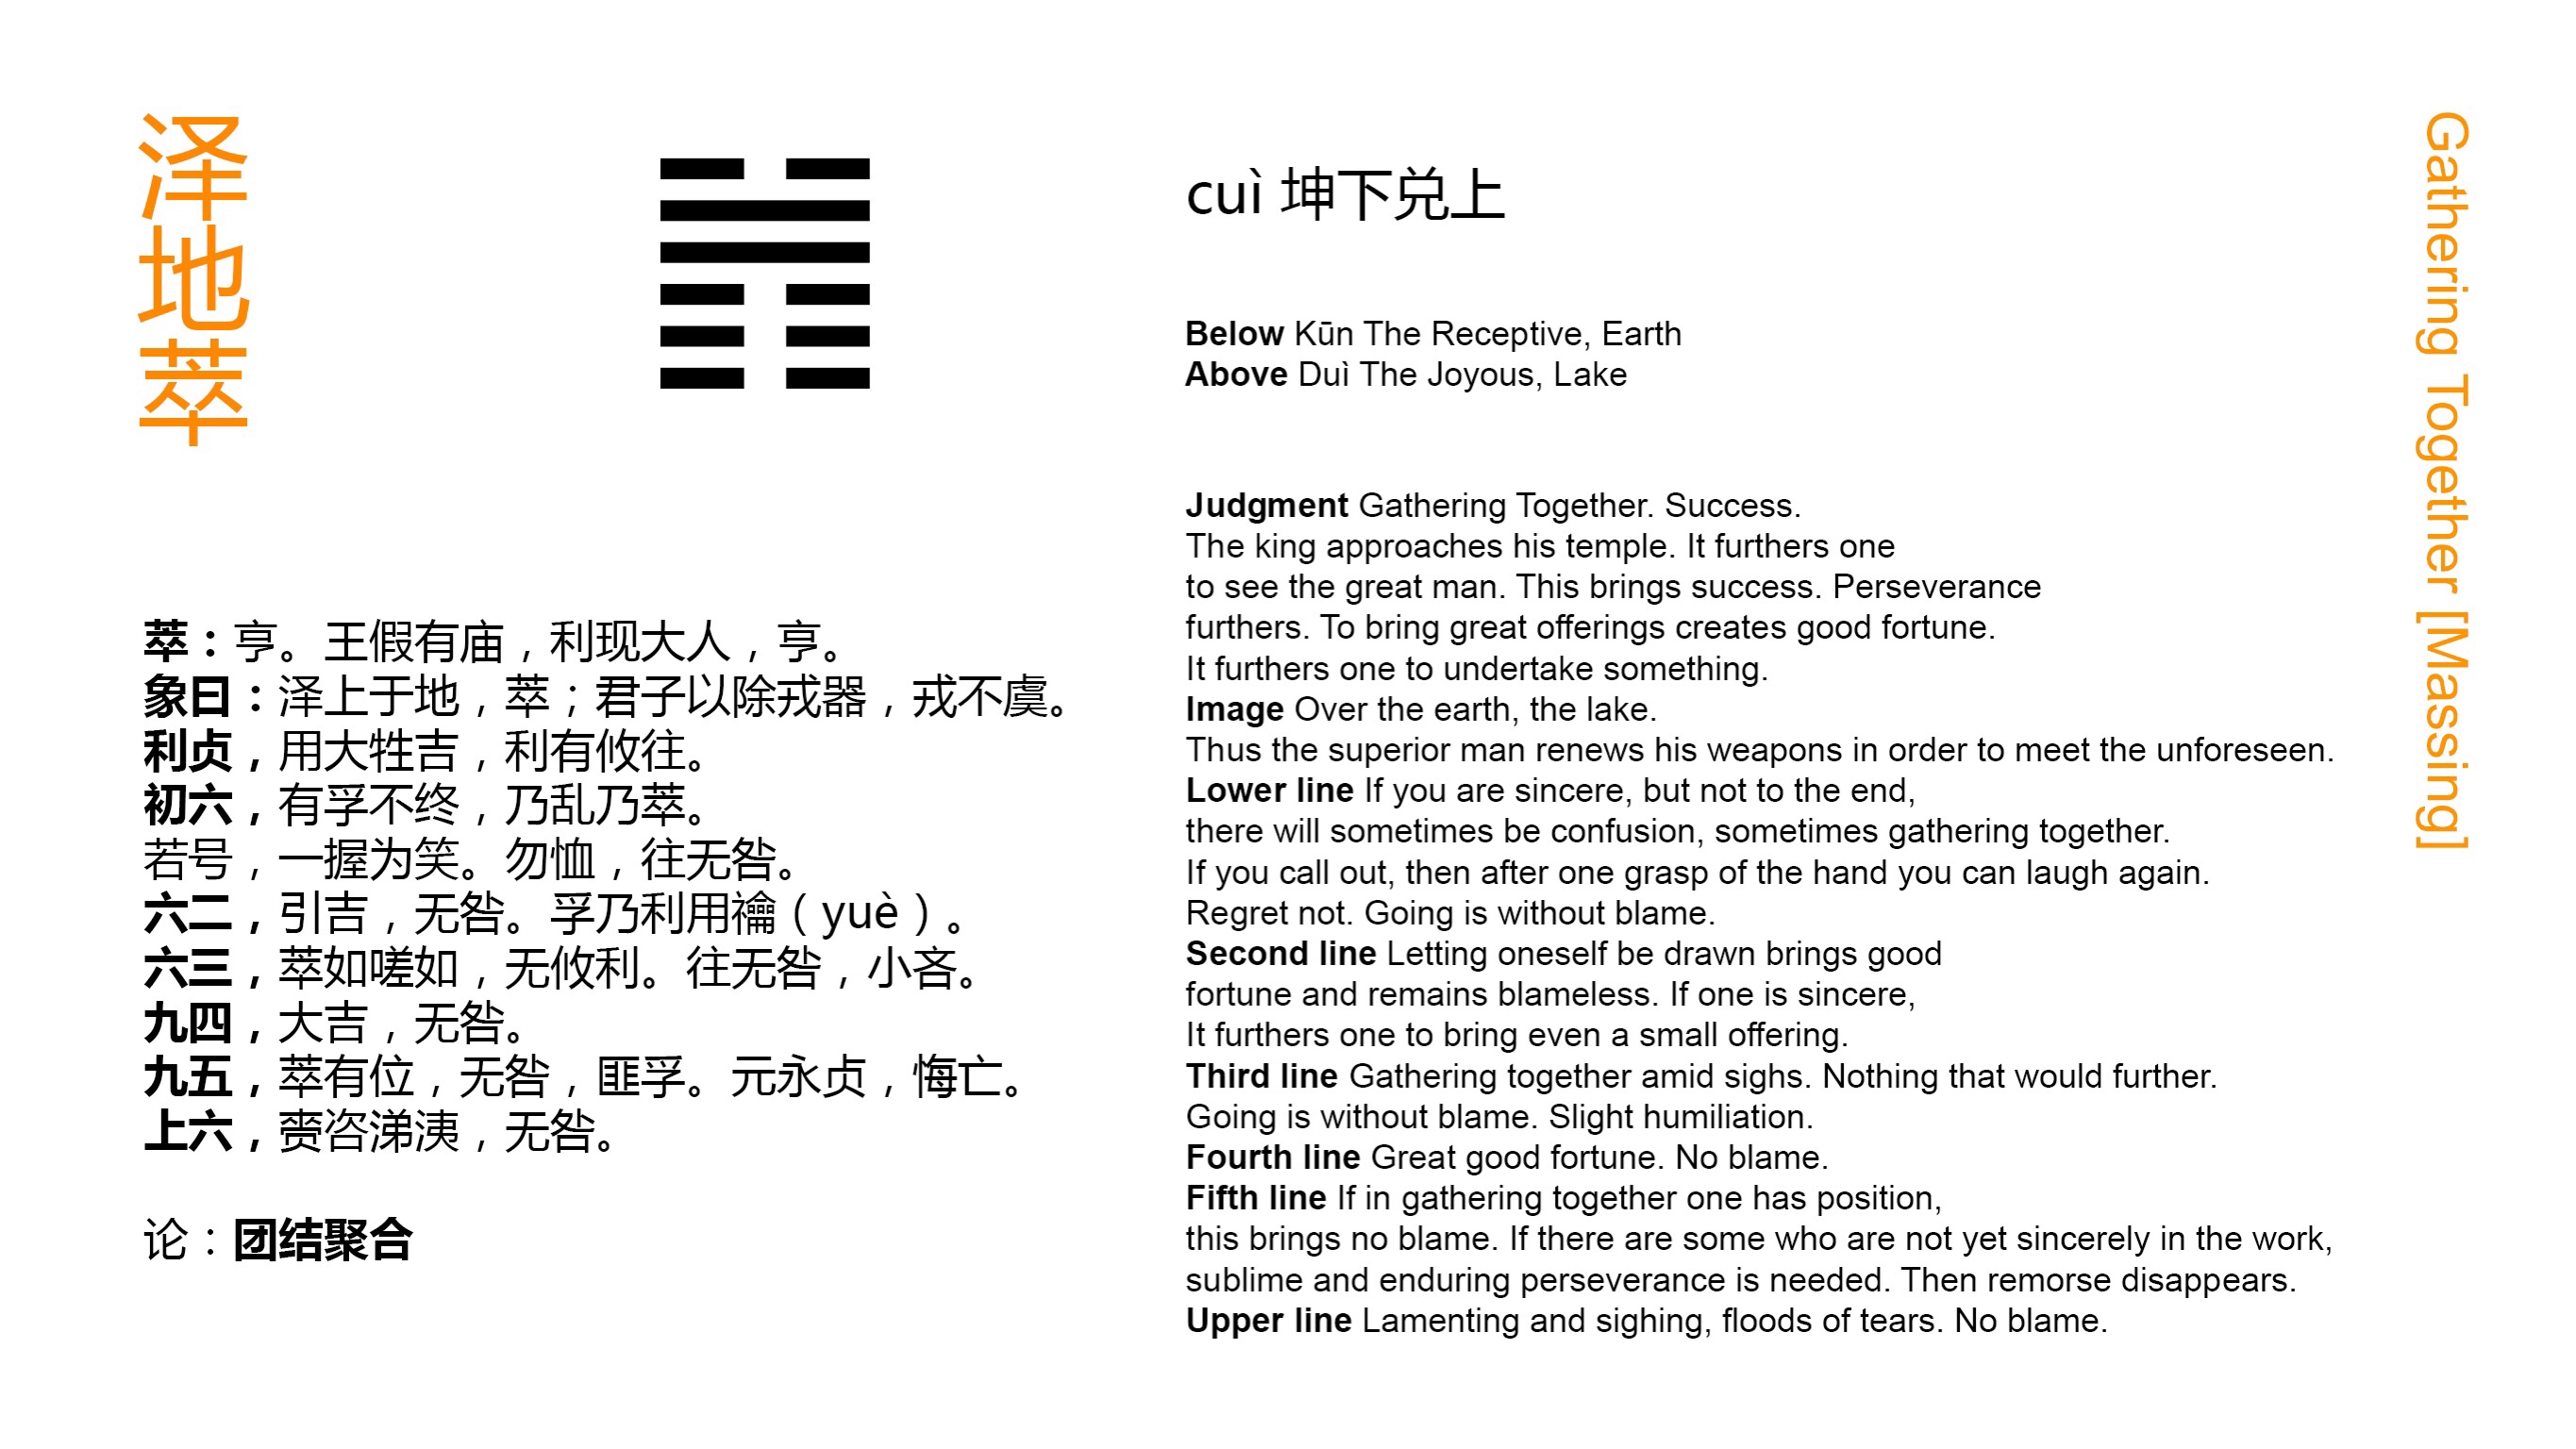 泽地萃
萃：亨。王假有庙，利现大人，亨。
象曰：泽上于地，萃；君子以除戎器，戎不虞。
利贞，用大牲吉，利有攸往。
初六，有孚不终，乃乱乃萃。
若号，一握为笑。勿恤，往无咎。
六二，引吉，无咎。孚乃利用禴（yuè）。
六三，萃如嗟如，无攸利。往无咎，小吝。
九四，大吉，无咎。
九五，萃有位，无咎，匪孚。元永贞，悔亡。
上六，赍咨涕洟，无咎。
论：团结聚合
cuì 坤下兑上
Below Kūn The Receptive, Earth
Above Duì The Joyous, Lake
Judgment Gathering Together. Success.
The king approaches his temple. It furthers one
to see the great man. This brings success. Perseverance
furthers. To bring great offerings creates good fortune.
It furthers one to undertake something.
Image Over the earth, the lake.
Thus the superior man renews his weapons in order to meet the unforeseen.
Lower line If you are sincere, but not to the end,
there will sometimes be confusion, sometimes gathering together.
If you call out, then after one grasp of the hand you can laugh again.
Regret not. Going is without blame.
Second line Letting oneself be drawn brings good
fortune and remains blameless. If one is sincere,
It furthers one to bring even a small offering.
Third line Gathering together amid sighs. Nothing that would further.
Going is without blame. Slight humiliation.
Fourth line Great good fortune. No blame.
Fifth line If in gathering together one has position,
this brings no blame. If there are some who are not yet sincerely in the work,
sublime and enduring perseverance is needed. Then remorse disappears.
Upper line Lamenting and sighing, floods of tears. No blame.
Gathering Together [Massing]